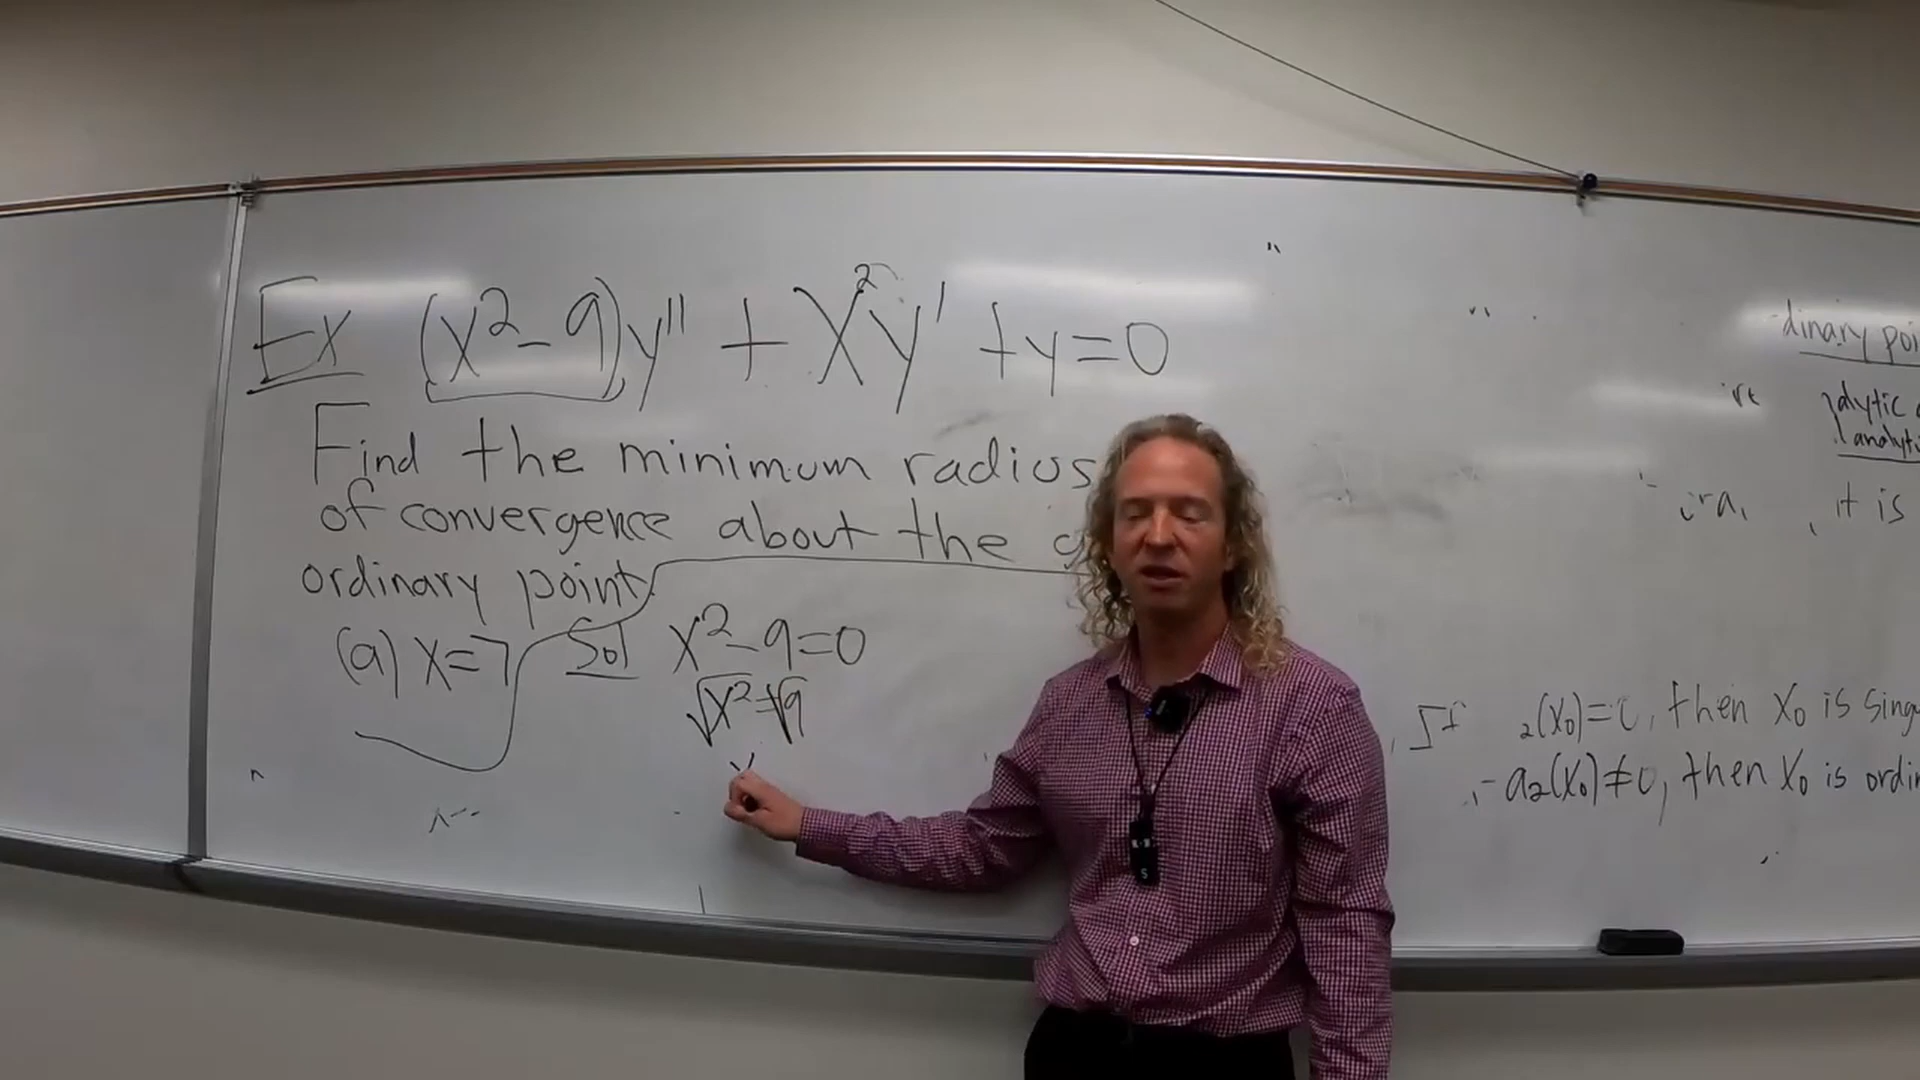 Ex (x²-9)y'' + x²y' + y = 0
Find the minimum radius
of convergence about the
ordinary point.
(a) x=7 Sol x²-9=0
√x²=√9
x
dinary poi
alytic
analyti
it is
If ₂(x₀)=0, then x₀ is sing
a₂(x₀)≠0, then x₀ is ordi